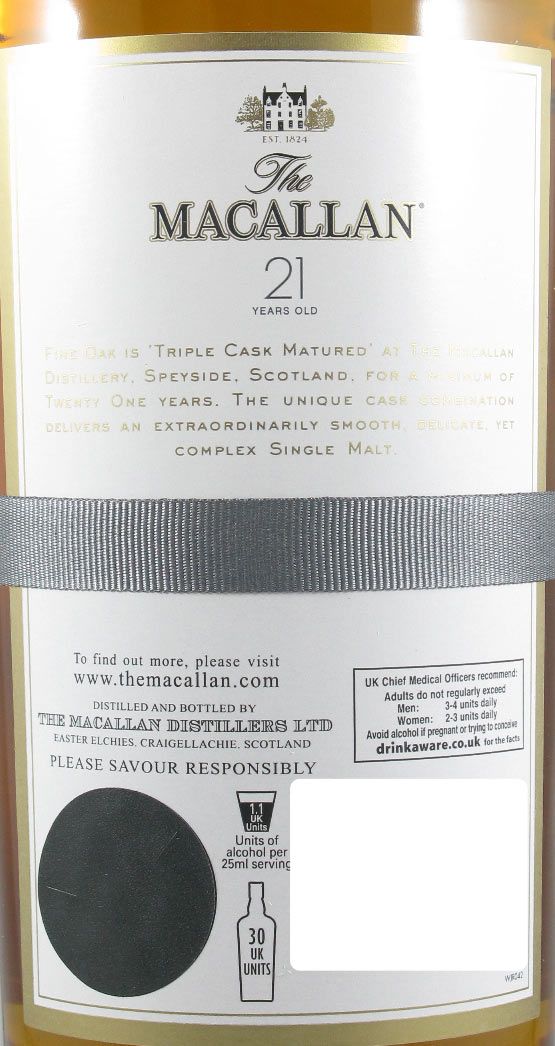 EST. 1824
The
MACALLAN®
21
YEARS OLD
FINE OAK IS 'TRIPLE CASK MATURED' AT THE MACALLAN
DISTILLERY, SPEYSIDE, SCOTLAND, FOR A MINIMUM OF
TWENTY ONE YEARS. THE UNIQUE CASK COMBINATION
DELIVERS AN EXTRAORDINARILY SMOOTH, DELICATE, YET
COMPLEX SINGLE MALT.
To find out more, please visit
www.themacallan.com
DISTILLED AND BOTTLED BY
THE MACALLAN DISTILLERS LTD
EASTER ELCHIES, CRAIGELLACHIE, SCOTLAND
PLEASE SAVOUR RESPONSIBLY
UK Chief Medical Officers recommend:
Adults do not regularly exceed
Men: 3-4 units daily
Women: 2-3 units daily
Avoid alcohol if pregnant or trying to conceive
drinkaware.co.uk for the facts
1.1
UK
Units
Units of
alcohol per
25ml serving
30
UK
UNITS